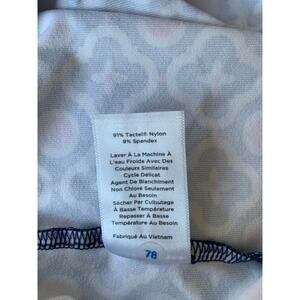 91% Tactel® Nylon
9% Spandex
Laver À La Machine À
L'eau Froide Avec Des
Couleurs Similaires
Cycle Délicat
Agent De Blanchiment
Non Chloré Seulement
Au Besoin
Sécher Par Culbutage
À Basse Température
Repasser À Basse
Température Au Besoin
Fabriqué Au Vietnam
78